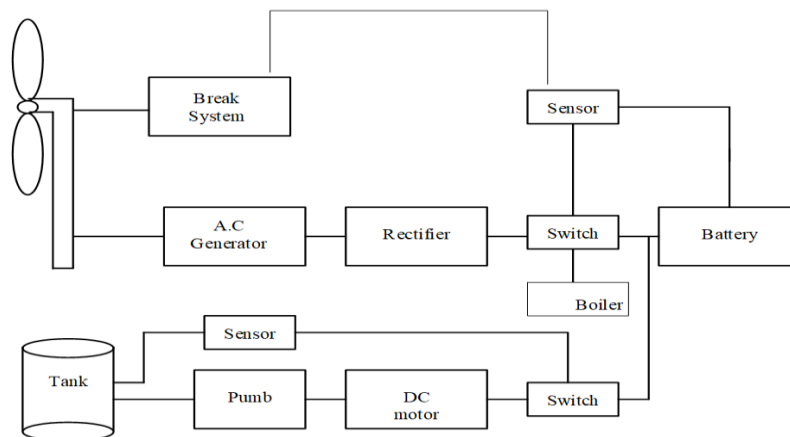 Break
System
Sensor
A.C
Generator
Rectifier
Switch
Battery
Boiler
Sensor
Tank
Pumb
DC
motor
Switch